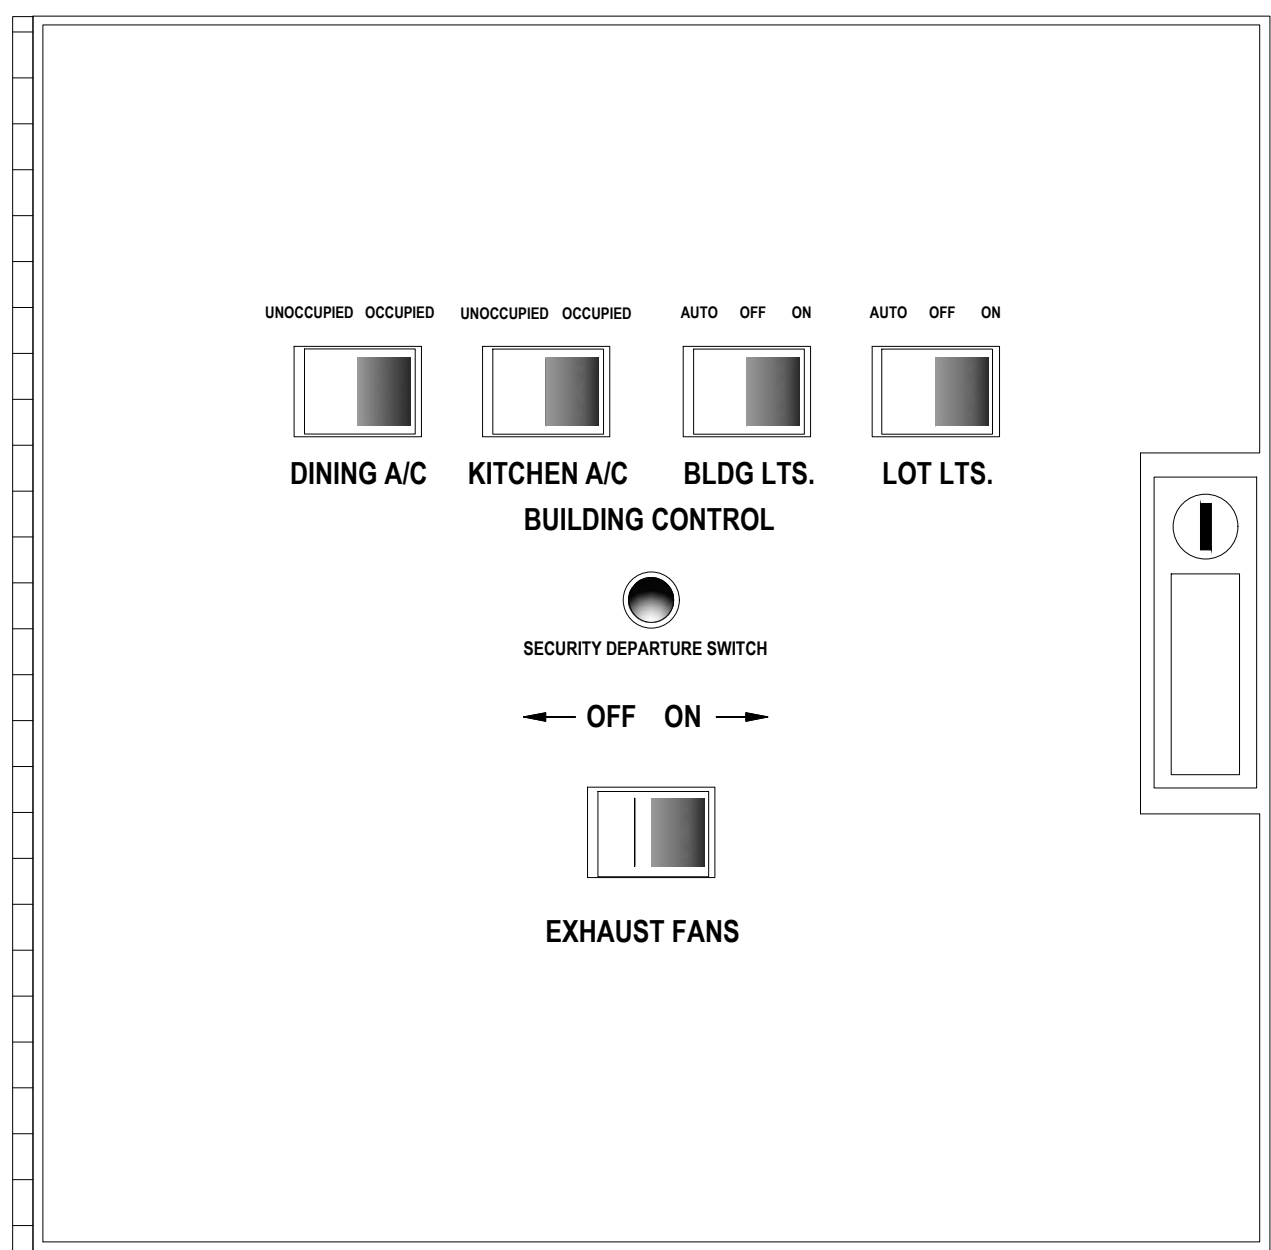 UNOCCUPIED OCCUPIED UNOCCUPIED OCCUPIED AUTO OFF ON AUTO OFF ON
DINING A/C KITCHEN A/C BLDG LTS. LOT LTS.
BUILDING CONTROL
SECURITY DEPARTURE SWITCH
OFF ON
EXHAUST FANS